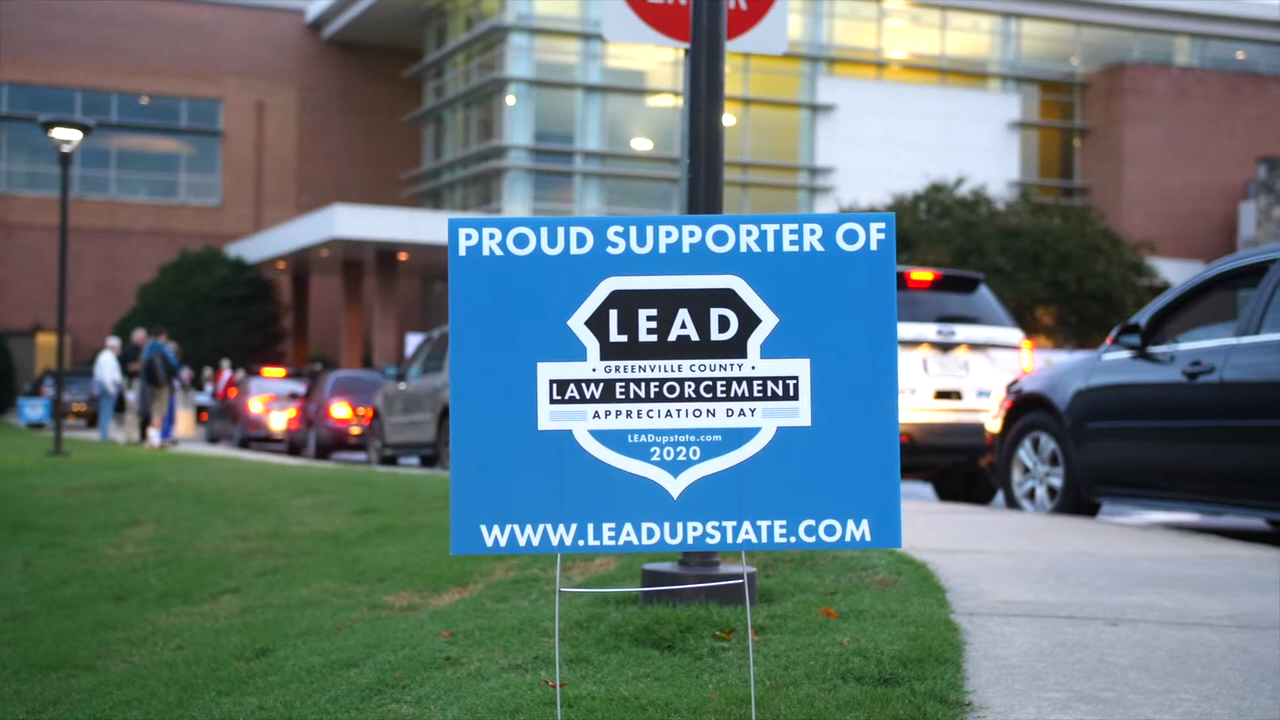 PROUD SUPPORTER OF
LEAD
• GREENVILLE COUNTY •
LAW ENFORCEMENT
APPRECIATION DAY
LEADupstate.com
2020
WWW.LEADUPSTATE.COM